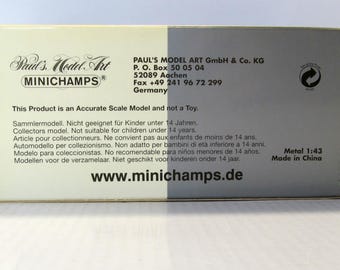 Paul's Model Art
MINICHAMPS
PAUL'S MODEL ART GmbH & Co. KG
P.O. Box 50 05 04
52089 Aachen
Fax +49 241 96 72 299
Germany
This Product is an Accurate Scale Model and not a Toy.
Sammlermodell. Nicht geeignet für Kinder unter 14 Jahren.
Collectors model. Not suitable for children under 14 years.
Article pour collectionneurs. Ne convient pas aux enfants de moins de 14 ans.
Automodello per collezionismo. Non adatto per bambini di età inferiore a 14 anni.
Modelo para coleccionistas. No recomendado para niños menores de 14 años.
Modellen voor de verzamelaar. Niet geschikt voor kinderen onder 14 jaar.
Metal 1:43
Made in China
www.minichamps.de